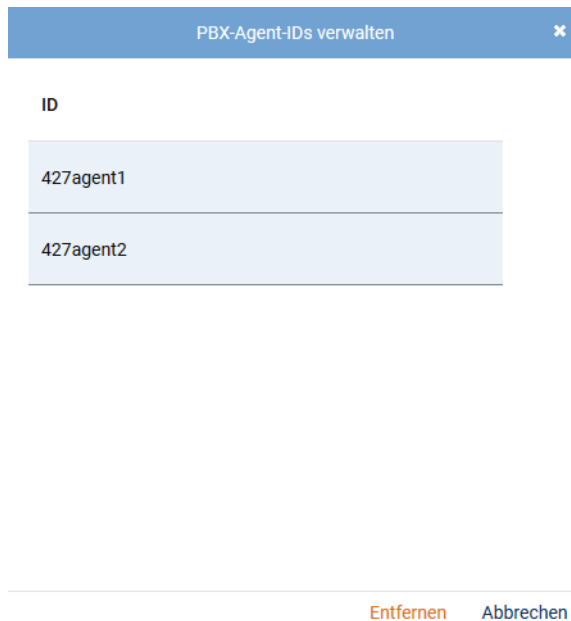 PBX-Agent-IDs verwalten
ID
427agent1
427agent2
Entfernen Abbrechen